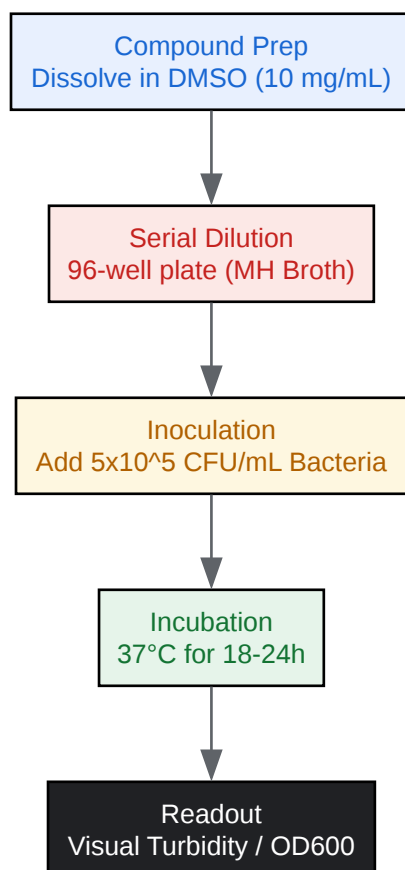 Compound Prep
Dissolve in DMSO (10 mg/mL)
Serial Dilution
96-well plate (MH Broth)
Inoculation
Add 5x10^5 CFU/mL Bacteria
Incubation
37°C for 18-24h
Readout
Visual Turbidity / OD600